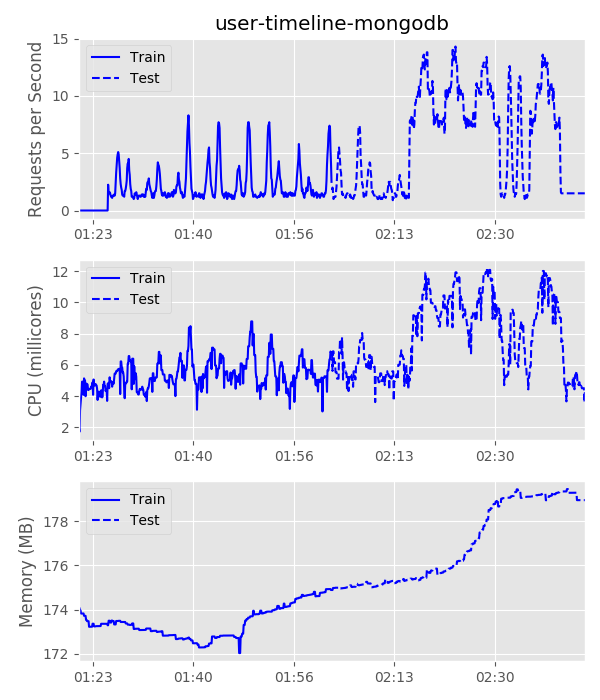 user-timeline-mongodb
Requests per Second
15
10
5
0
Train
Test
01:23
01:40
01:56
02:13
02:30
CPU (millicores)
12
10
8
6
4
2
Train
Test
01:23
01:40
01:56
02:13
02:30
Memory (MB)
178
176
174
172
Train
Test
01:23
01:40
01:56
02:13
02:30